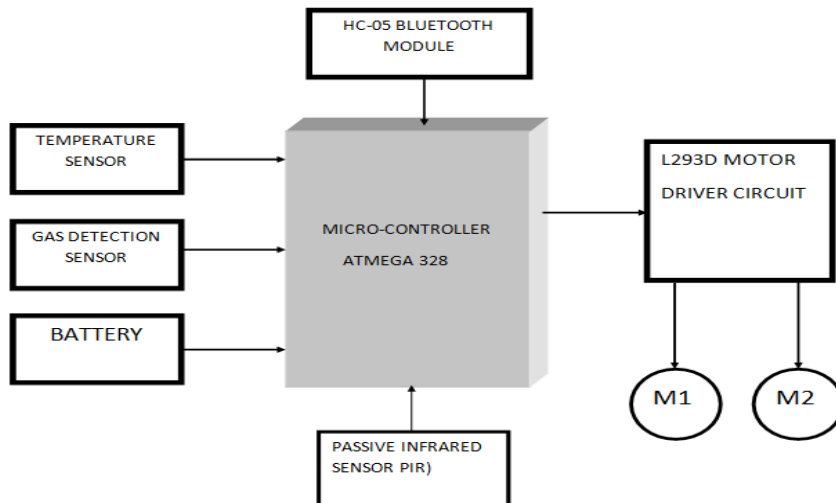 HC-05 BLUETOOTH
MODULE
TEMPERATURE
SENSOR
GAS DETECTION
SENSOR
BATTERY
MICRO-CONTROLLER
ATMEGA 328
L293D MOTOR
DRIVER CIRCUIT
M1
M2
PASSIVE INFRARED
SENSOR PIR)